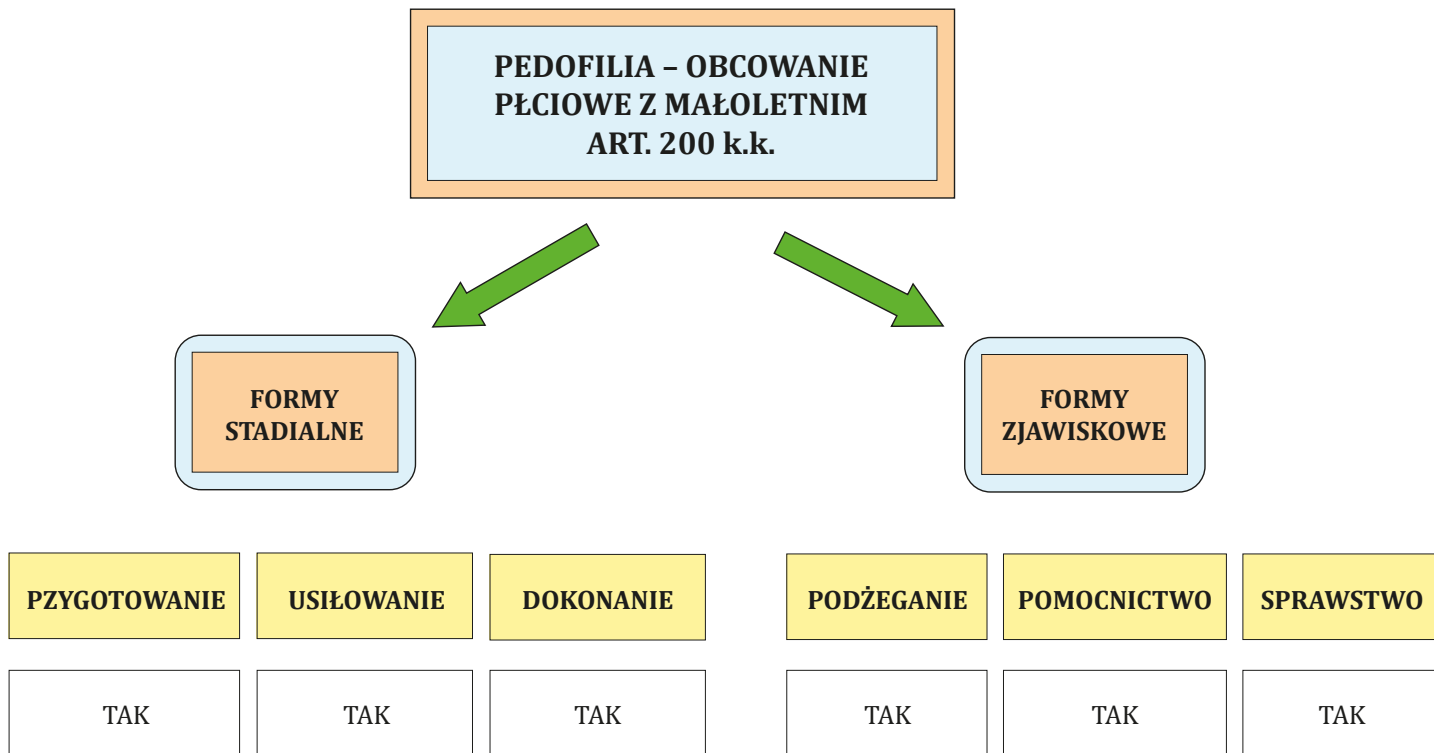 PEDOFILIA – OBCOWANIE
PŁCIOWE Z MAŁOLETNIM
ART. 200 k.k.
FORMY
STADIALNE
FORMY
ZJAWISKOWE
PZYGOTOWANIE
USIŁOWANIE
DOKONANIE
PODŻEGANIE
POMOCNICTWO
SPRAWSTWO
TAK
TAK
TAK
TAK
TAK
TAK